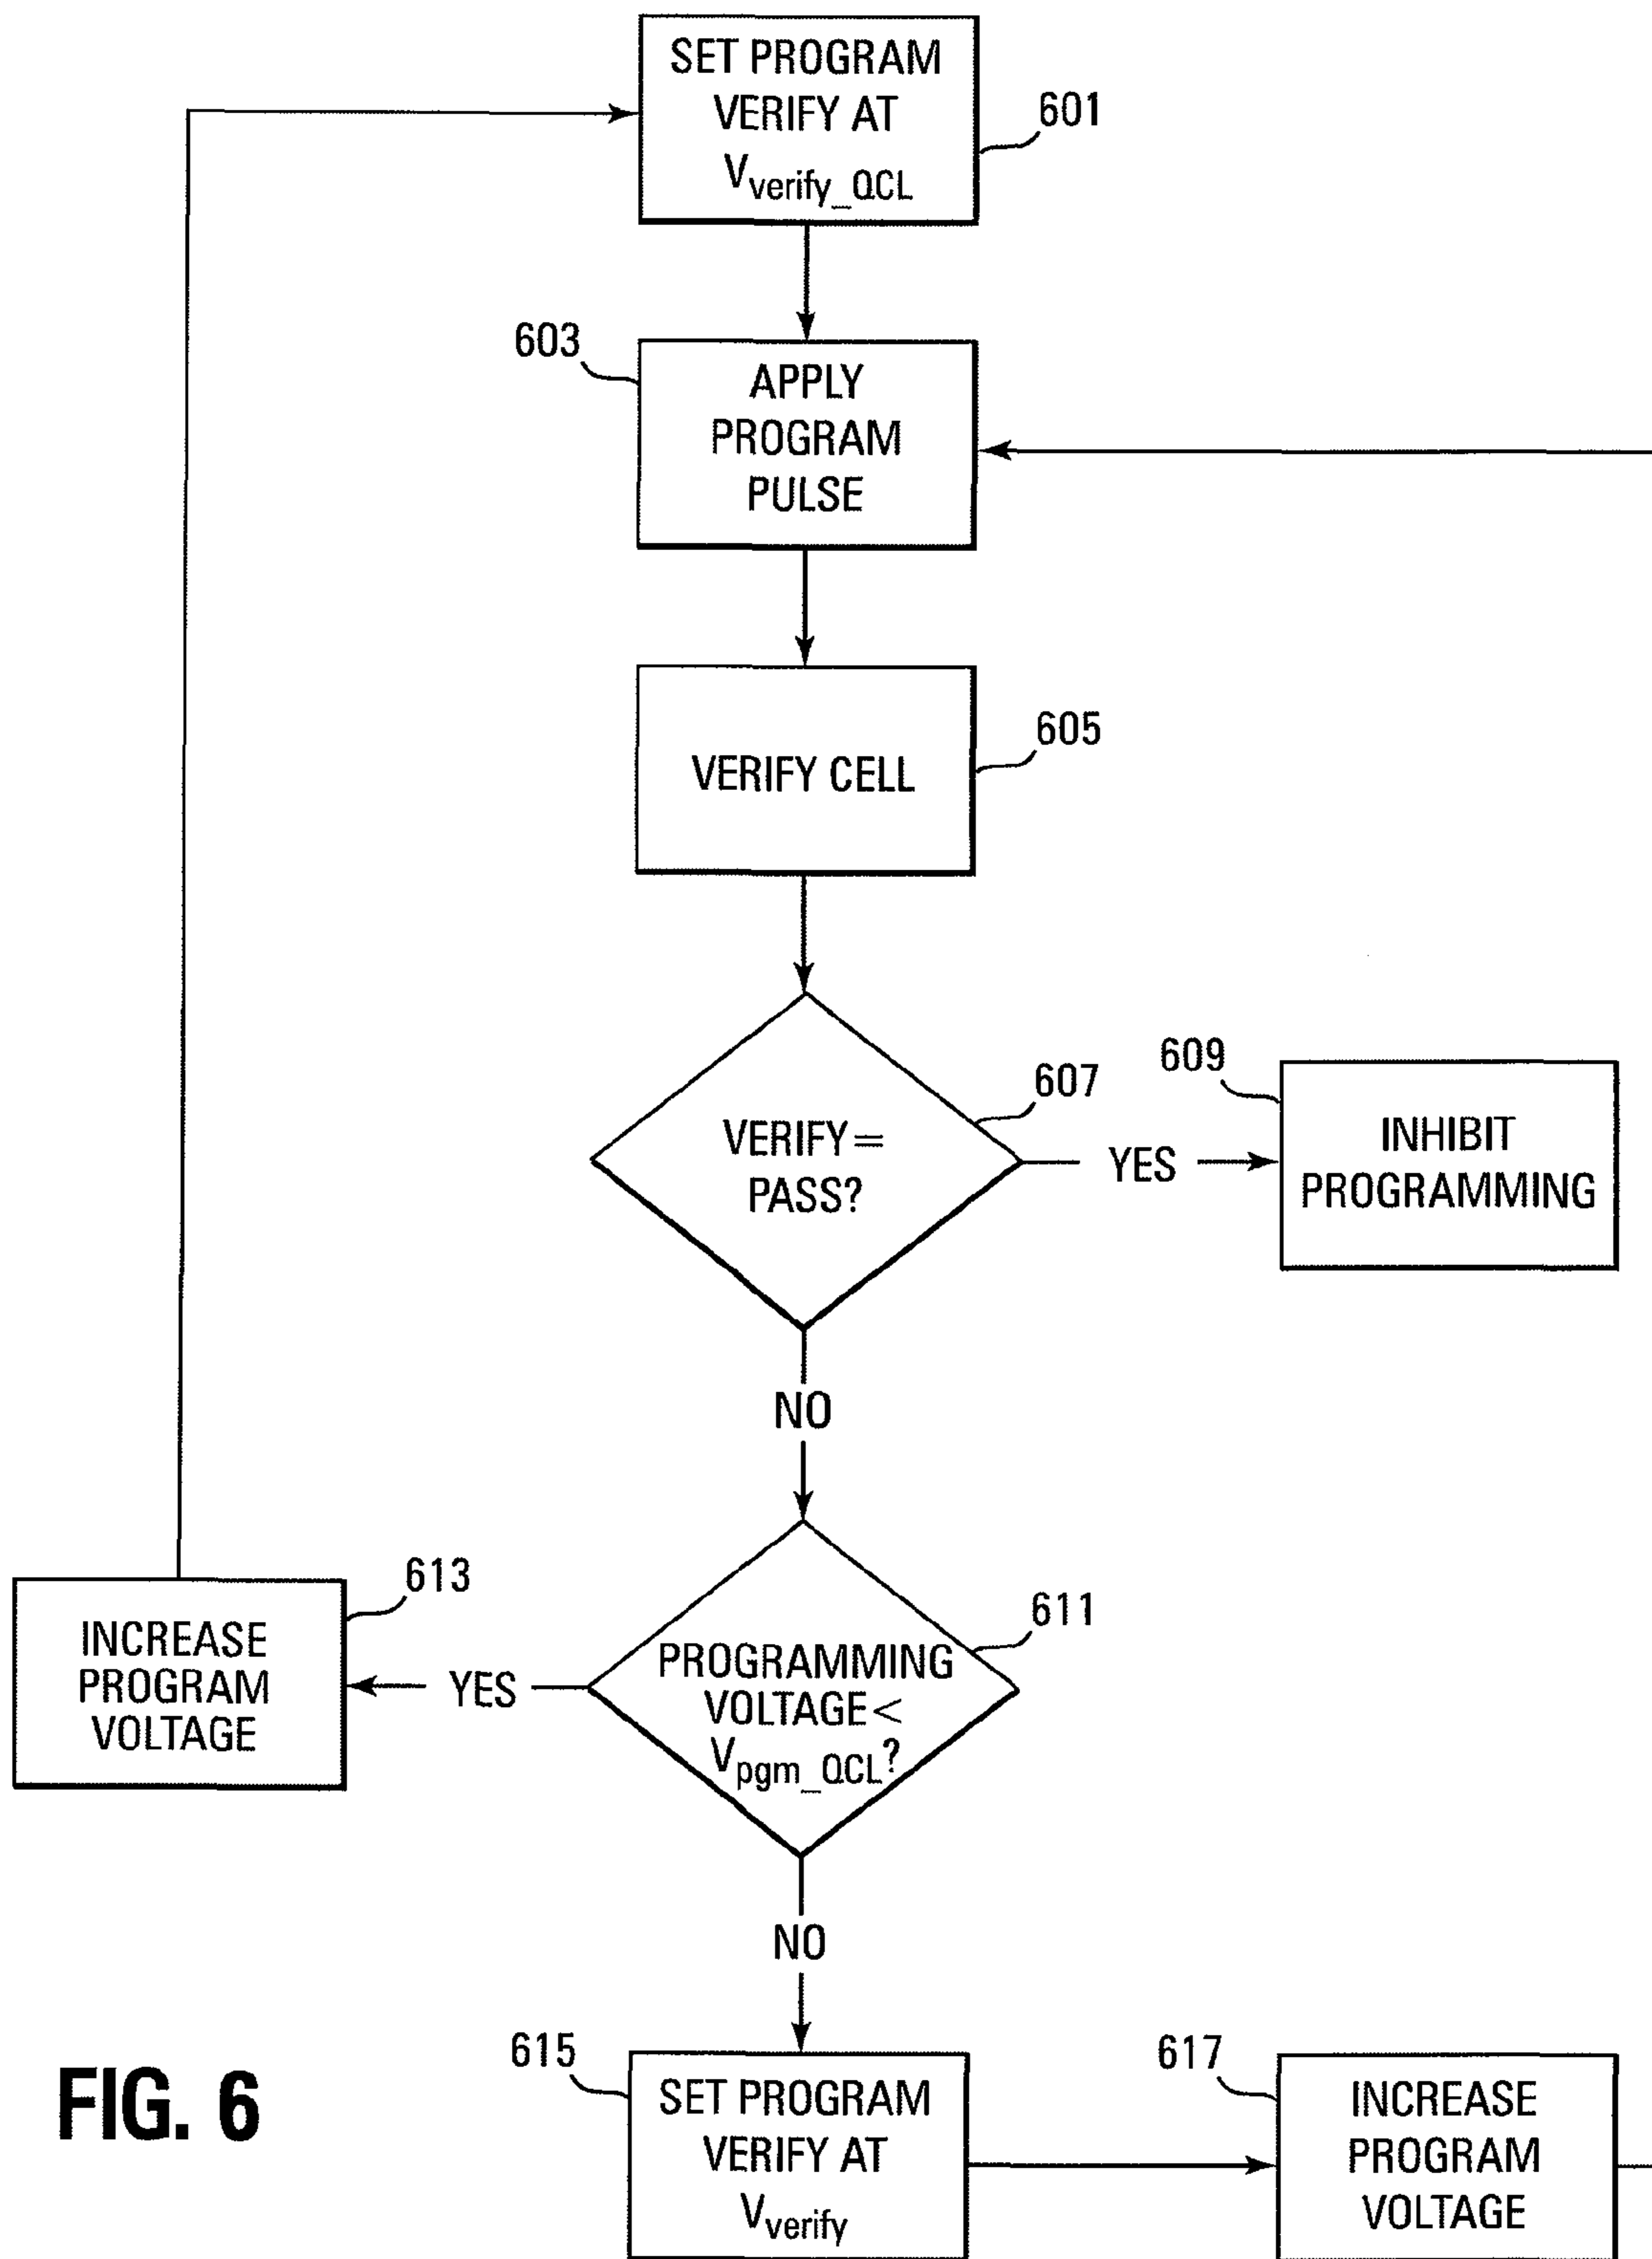 SET PROGRAM
VERIFY AT
Vverify_QCL
601
603
APPLY
PROGRAM
PULSE
VERIFY CELL
605
607
VERIFY=
PASS?
YES
609
INHIBIT
PROGRAMMING
NO
613
INCREASE
PROGRAM
VOLTAGE
YES
611
PROGRAMMING
VOLTAGE<
Vpgm_QCL?
NO
615
SET PROGRAM
VERIFY AT
Vverify
617
INCREASE
PROGRAM
VOLTAGE
FIG. 6